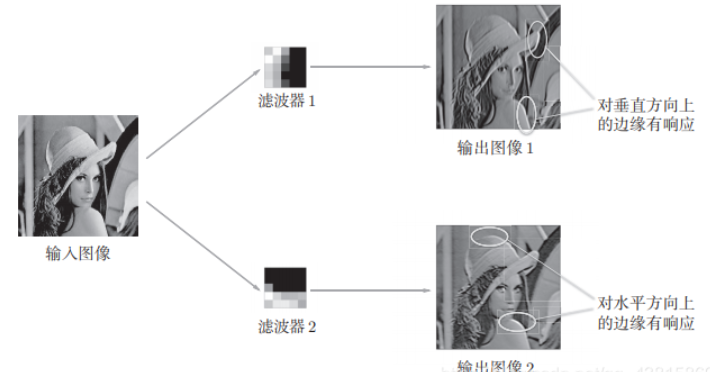 滤波器 1
输出图像 1
对垂直方向上
的边缘有响应
输入图像
滤波器 2
对水平方向上
的边缘有响应
输出图像 2